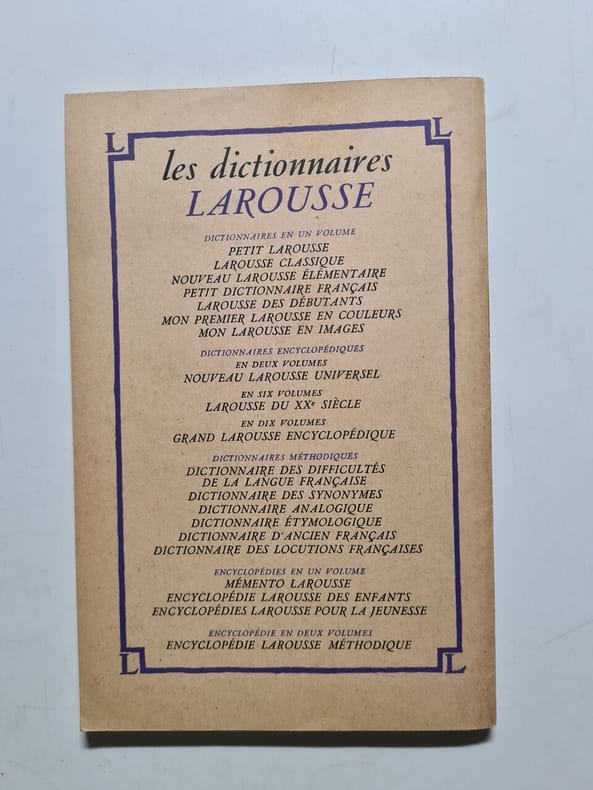 L L
les dictionnaires
LAROUSSE
DICTIONNAIRES EN UN VOLUME
PETIT LAROUSSE
LAROUSSE CLASSIQUE
NOUVEAU LAROUSSE ÉLÉMENTAIRE
PETIT DICTIONNAIRE FRANÇAIS
LAROUSSE DES DÉBUTANTS
MON PREMIER LAROUSSE EN COULEURS
MON LAROUSSE EN IMAGES
DICTIONNAIRES ENCYCLOPÉDIQUES
EN DEUX VOLUMES
NOUVEAU LAROUSSE UNIVERSEL
EN SIX VOLUMES
LAROUSSE DU XXe SIÈCLE
EN DIX VOLUMES
GRAND LAROUSSE ENCYCLOPÉDIQUE
DICTIONNAIRES MÉTHODIQUES
DICTIONNAIRE DES DIFFICULTÉS
DE LA LANGUE FRANÇAISE
DICTIONNAIRE DES SYNONYMES
DICTIONNAIRE ANALOGIQUE
DICTIONNAIRE ÉTYMOLOGIQUE
DICTIONNAIRE D'ANCIEN FRANÇAIS
DICTIONNAIRE DES LOCUTIONS FRANÇAISES
ENCYCLOPÉDIES EN UN VOLUME
MÉMENTO LAROUSSE
ENCYCLOPÉDIE LAROUSSE DES ENFANTS
ENCYCLOPÉDIES LAROUSSE POUR LA JEUNESSE
ENCYCLOPÉDIE EN DEUX VOLUMES
ENCYCLOPÉDIE LAROUSSE MÉTHODIQUE
L L